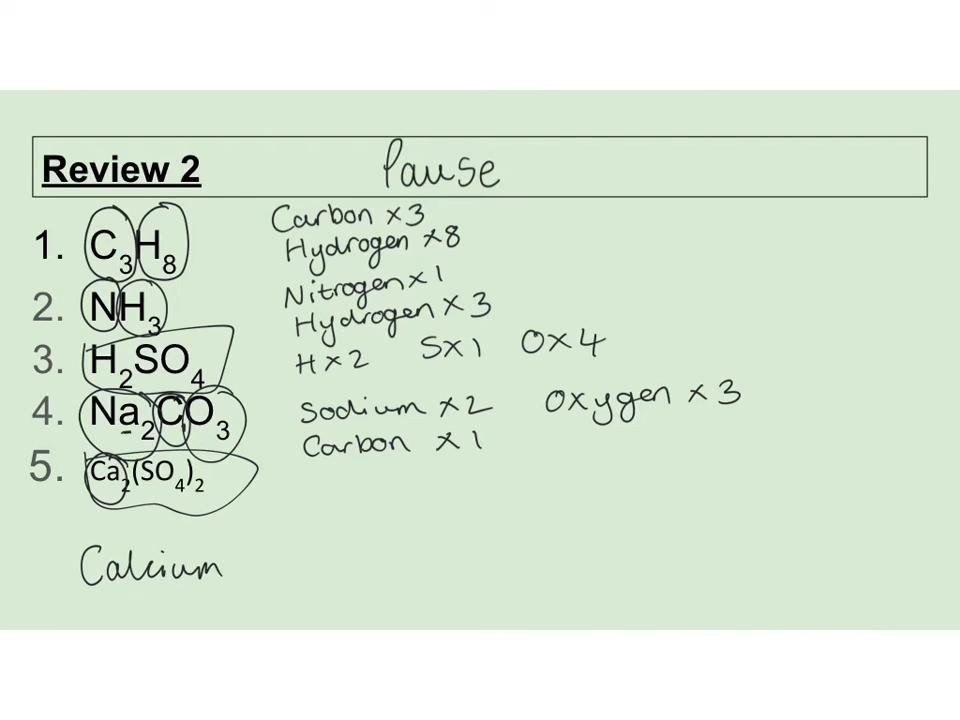 Review 2 Pause
1. C₃H₈ Carbon x 3
Hydrogen x 8
2. NH₃ Nitrogen x 1
Hydrogen x 3
3. H₂SO₄ H x 2 S x 1 O x 4
4. Na₂CO₃ Sodium x 2 Oxygen x 3
Carbon x 1
5. Ca₂(SO₄)₂
Calcium